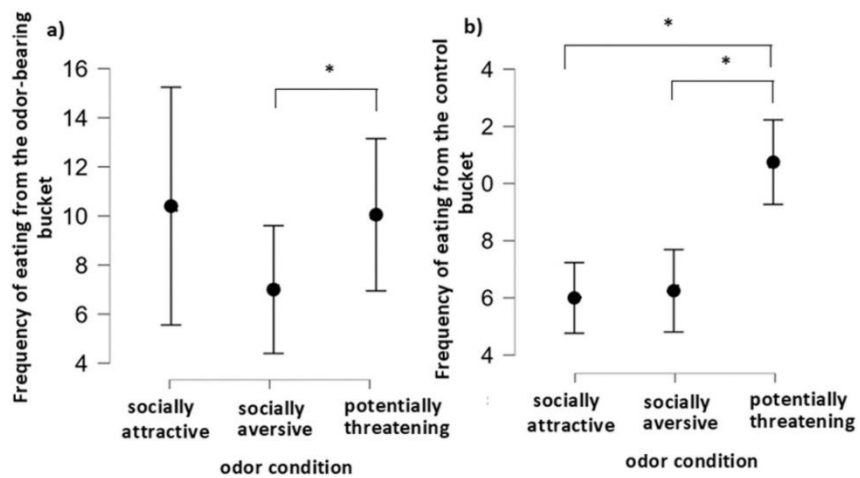 a)
Frequency of eating from the odor-bearing
bucket
16
14
12
10
8
6
4
*
socially
attractive
socially
aversive
potentially
threatening
odor condition
b)
Frequency of eating from the control
bucket
4
2
0
8
6
4
*
*
socially
attractive
socially
aversive
potentially
threatening
odor condition